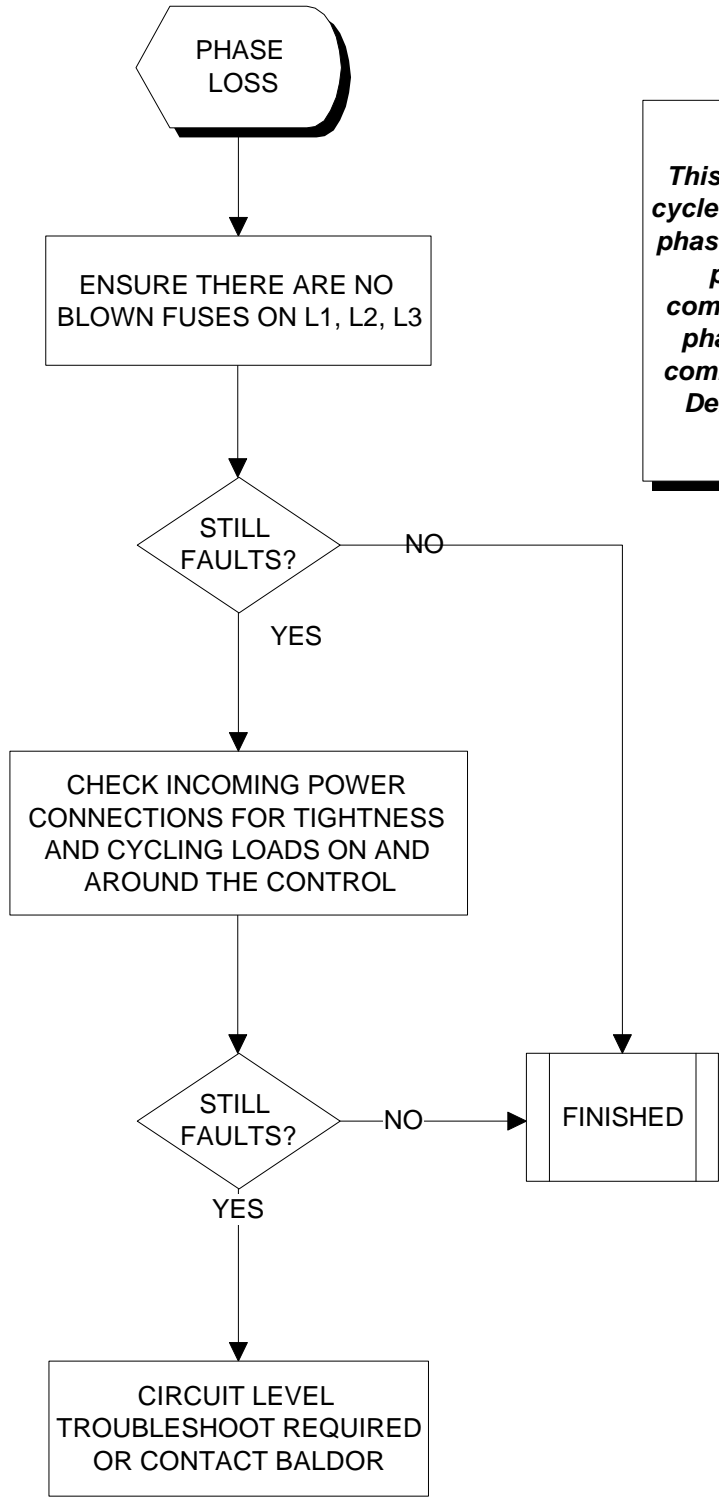 PHASE
LOSS
This
cycle
phas
p
com
pha
com
De
ENSURE THERE ARE NO
BLOWN FUSES ON L1, L2, L3
STILL
FAULTS?
NO
YES
CHECK INCOMING POWER
CONNECTIONS FOR TIGHTNESS
AND CYCLING LOADS ON AND
AROUND THE CONTROL
STILL
FAULTS?
NO
FINISHED
YES
CIRCUIT LEVEL
TROUBLESHOOT REQUIRED
OR CONTACT BALDOR